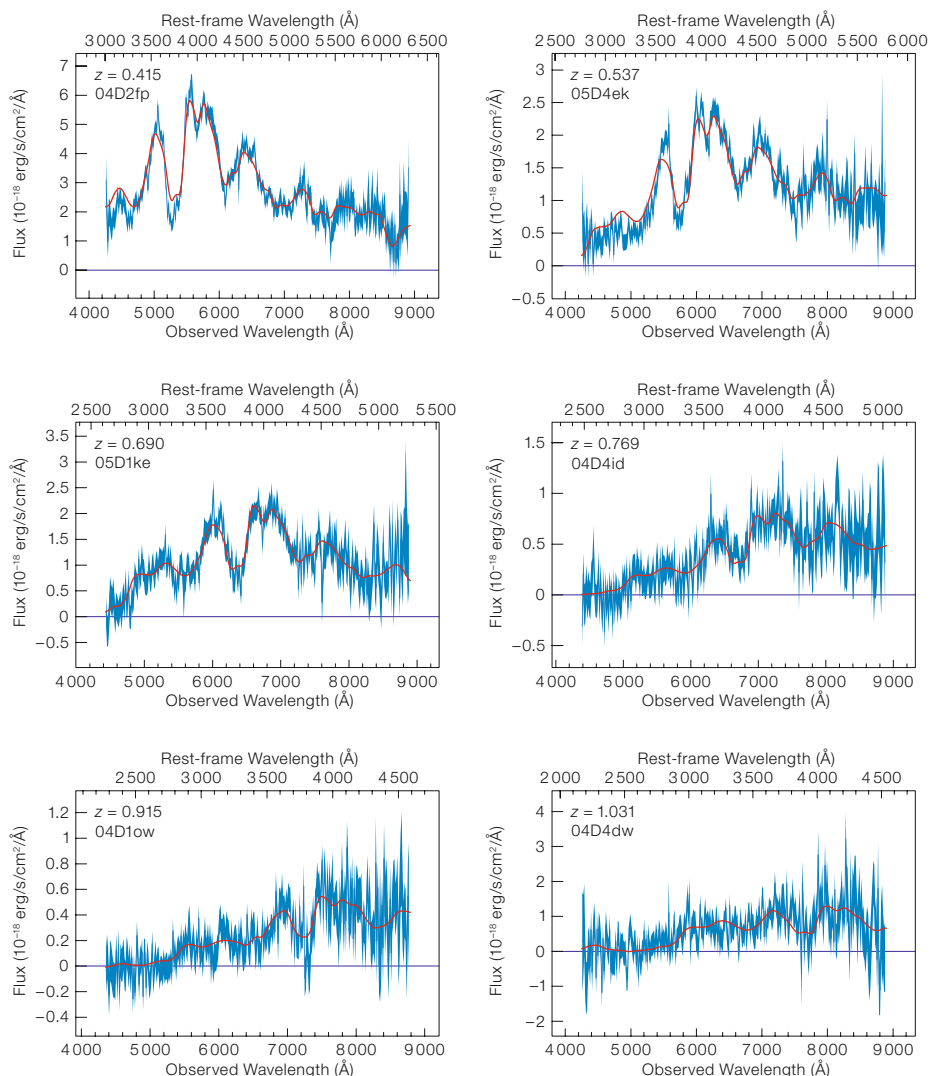 Rest-frame Wavelength (Å)
3000 3500 4000 4500 5000 5500 6000 6500
z = 0.415
04D2fp
Flux (10⁻¹⁸ erg/s/cm²/Å)
7
6
5
4
3
2
1
0
4000 5000 6000 7000 8000 9000
Observed Wavelength (Å)
Rest-frame Wavelength (Å)
2500 3000 3500 4000 4500 5000 5500 6000
z = 0.537
05D4ek
Flux (10⁻¹⁸ erg/s/cm²/Å)
3
2.5
2
1.5
1
0.5
0
−0.5
4000 5000 6000 7000 8000 9000
Observed Wavelength (Å)
Rest-frame Wavelength (Å)
2500 3000 3500 4000 4500 5000 5500
z = 0.690
05D1ke
Flux (10⁻¹⁸ erg/s/cm²/Å)
3.5
3
2.5
2
1.5
1
0.5
0
−0.5
4000 5000 6000 7000 8000 9000
Observed Wavelength (Å)
Rest-frame Wavelength (Å)
2500 3000 3500 4000 4500 5000
z = 0.769
04D4id
Flux (10⁻¹⁸ erg/s/cm²/Å)
1.5
1
0.5
0
−0.5
4000 5000 6000 7000 8000 9000
Observed Wavelength (Å)
Rest-frame Wavelength (Å)
2500 3000 3500 4000 4500
z = 0.915
04D1ow
Flux (10⁻¹⁸ erg/s/cm²/Å)
1.2
1
0.8
0.6
0.4
0.2
0
−0.2
−0.4
4000 5000 6000 7000 8000 9000
Observed Wavelength (Å)
Rest-frame Wavelength (Å)
2000 2500 3000 3500 4000 4500
z = 1.031
04D4dw
Flux (10⁻¹⁸ erg/s/cm²/Å)
4
3
2
1
0
−1
−2
4000 5000 6000 7000 8000 9000
Observed Wavelength (Å)